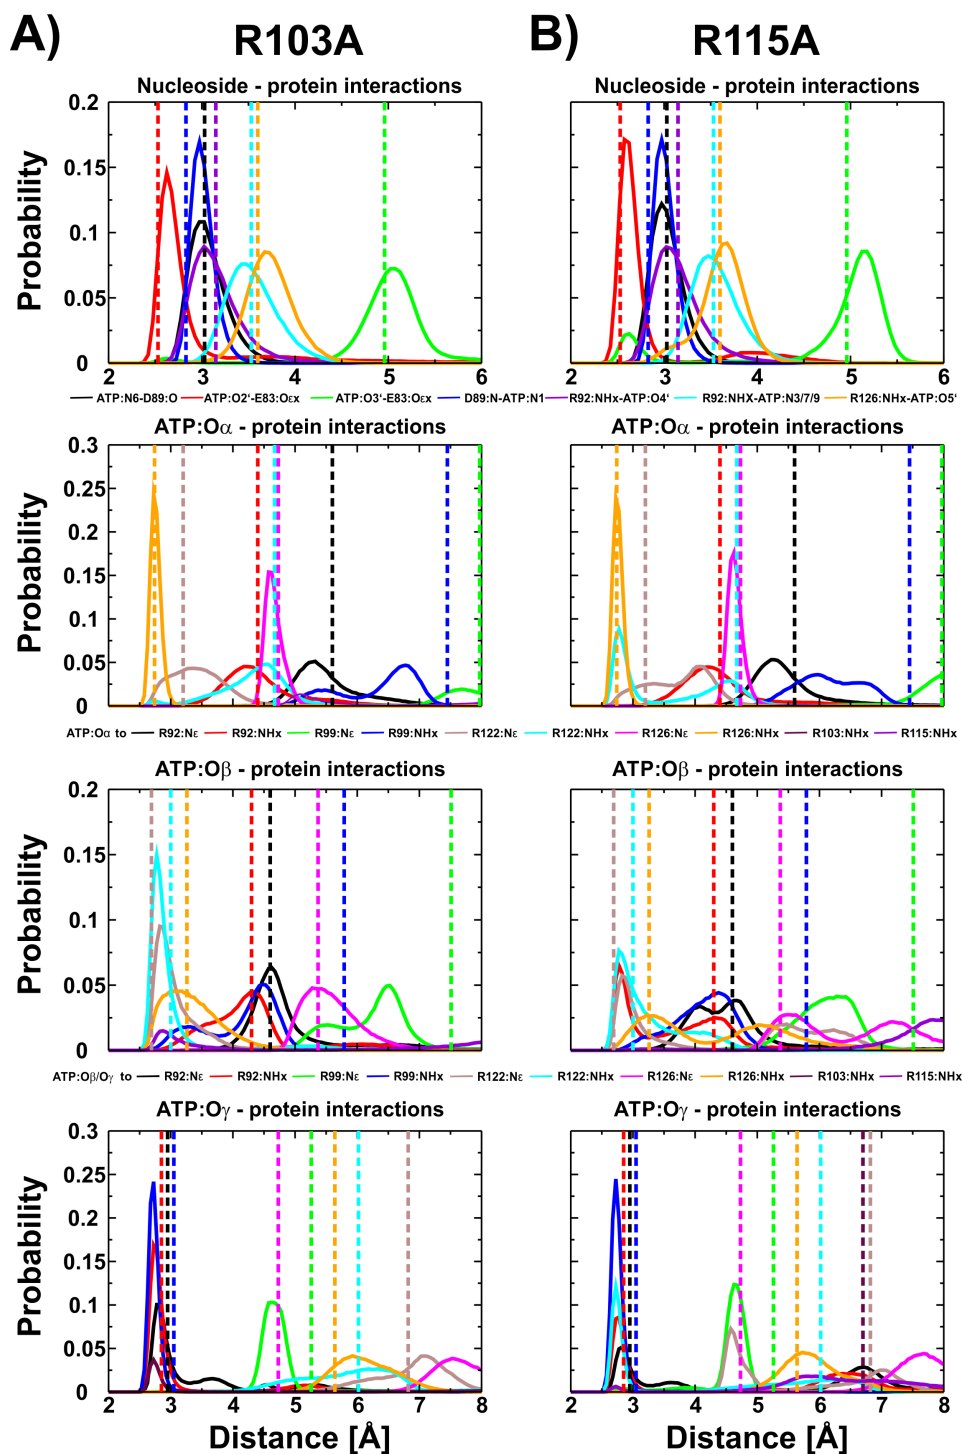 A) R103A B) R115A
Nucleoside - protein interactions Nucleoside - protein interactions
Probability
0.2
0.15
0.1
0.05
0
2 3 4 5 6 2 3 4 5 6
ATP:N6-D89:O ATP:O2'-E83:Oεx ATP:O3'-E83:Oεx D89:N-ATP:N1 R92:NHx-ATP:O4' R92:NHX-ATP:N3/7/9 R126:NHx-ATP:O5'
ATP:Oα - protein interactions ATP:Oα - protein interactions
Probability
0.3
0.25
0.2
0.15
0.1
0.05
0
ATP:Oα to R92:Nε R92:NHx R99:Nε R99:NHx R122:Nε R122:NHx R126:Nε R126:NHx R103:NHx R115:NHx
ATP:Oβ - protein interactions ATP:Oβ - protein interactions
Probability
0.2
0.15
0.1
0.05
0
ATP:Oβ/Oγ to R92:Nε R92:NHx R99:Nε R99:NHx R122:Nε R122:NHx R126:Nε R126:NHx R103:NHx R115:NHx
ATP:Oγ - protein interactions ATP:Oγ - protein interactions
Probability
0.3
0.25
0.2
0.15
0.1
0.05
0
2 3 4 5 6 7 8 2 3 4 5 6 7 8
Distance [Å] Distance [Å]